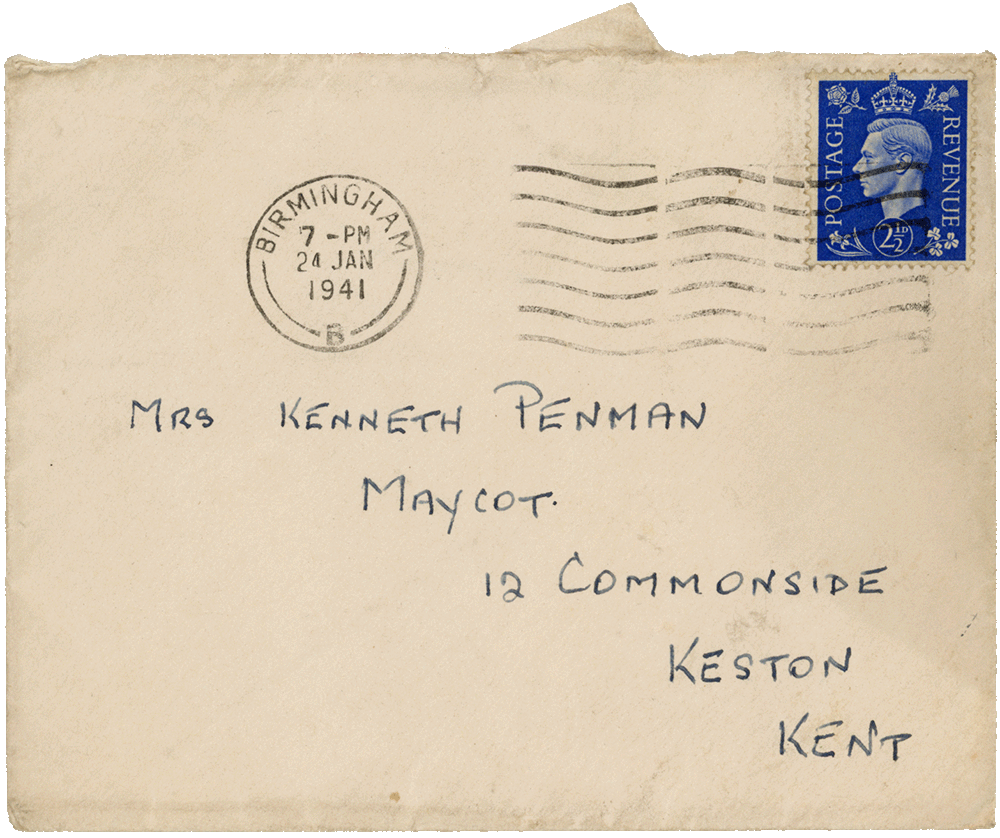 POSTAGE
REVENUE
2½D
BIRMINGHAM
7 - PM
24 JAN
1941
B
MRS KENNETH PENMAN
MAYCOT.
12 COMMONSIDE
KESTON
KENT